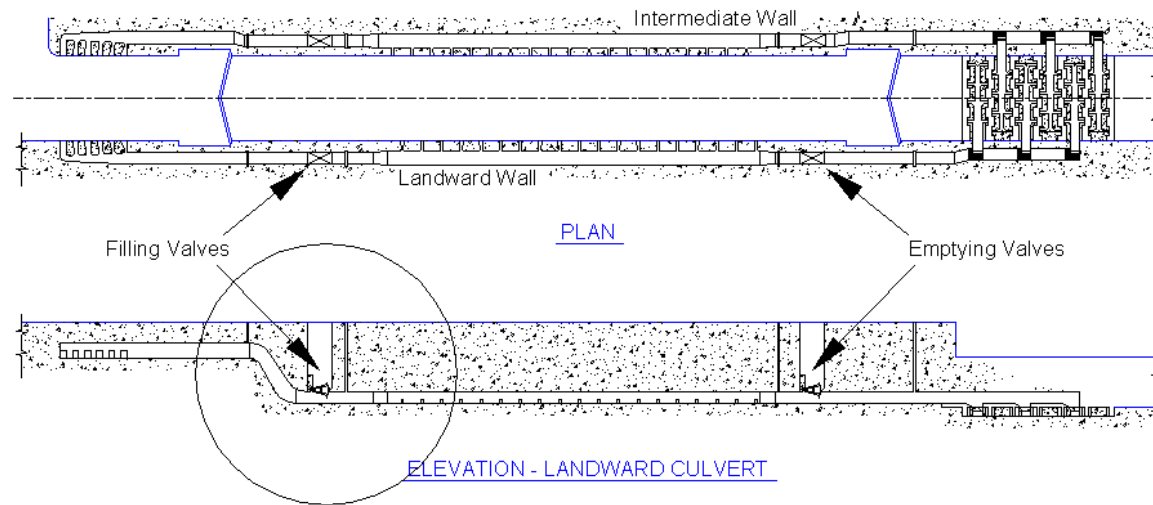 Intermediate Wall
Landward Wall
Filling Valves
PLAN
Emptying Valves
ELEVATION - LANDWARD CULVERT